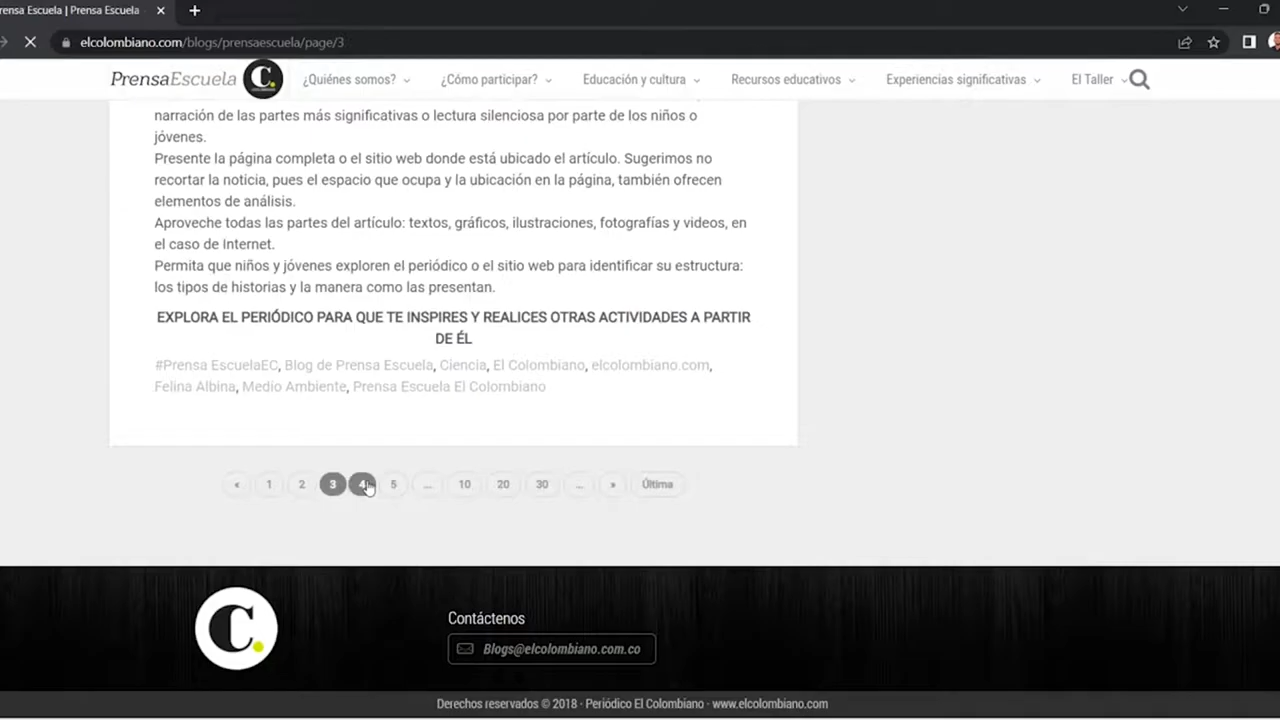 rensa Escuela | Prensa Escuela
elcolombiano.com/blogs/prensaescuela/page/3
PrensaEscuela C. ¿Quiénes somos? ¿Cómo participar? Educación y cultura Recursos educativos Experiencias significativas El Taller
narración de las partes más significativas o lectura silenciosa por parte de los niños o
jóvenes.
Presente la página completa o el sitio web donde está ubicado el artículo. Sugerimos no
recortar la noticia, pues el espacio que ocupa y la ubicación en la página, también ofrecen
elementos de análisis.
Aproveche todas las partes del artículo: textos, gráficos, ilustraciones, fotografías y videos, en
el caso de Internet.
Permita que niños y jóvenes exploren el periódico o el sitio web para identificar su estructura:
los tipos de historias y la manera como las presentan.
EXPLORA EL PERIÓDICO PARA QUE TE INSPIRES Y REALICES OTRAS ACTIVIDADES A PARTIR
DE ÉL
#Prensa EscuelaEC, Blog de Prensa Escuela, Ciencia, El Colombiano, elcolombiano.com,
Felina Albina, Medio Ambiente, Prensa Escuela El Colombiano
« 1 2 3 4 5 ... 10 20 30 ... » Última
C.
Contáctenos
Blogs@elcolombiano.com.co
Derechos reservados © 2018 · Periódico El Colombiano · www.elcolombiano.com